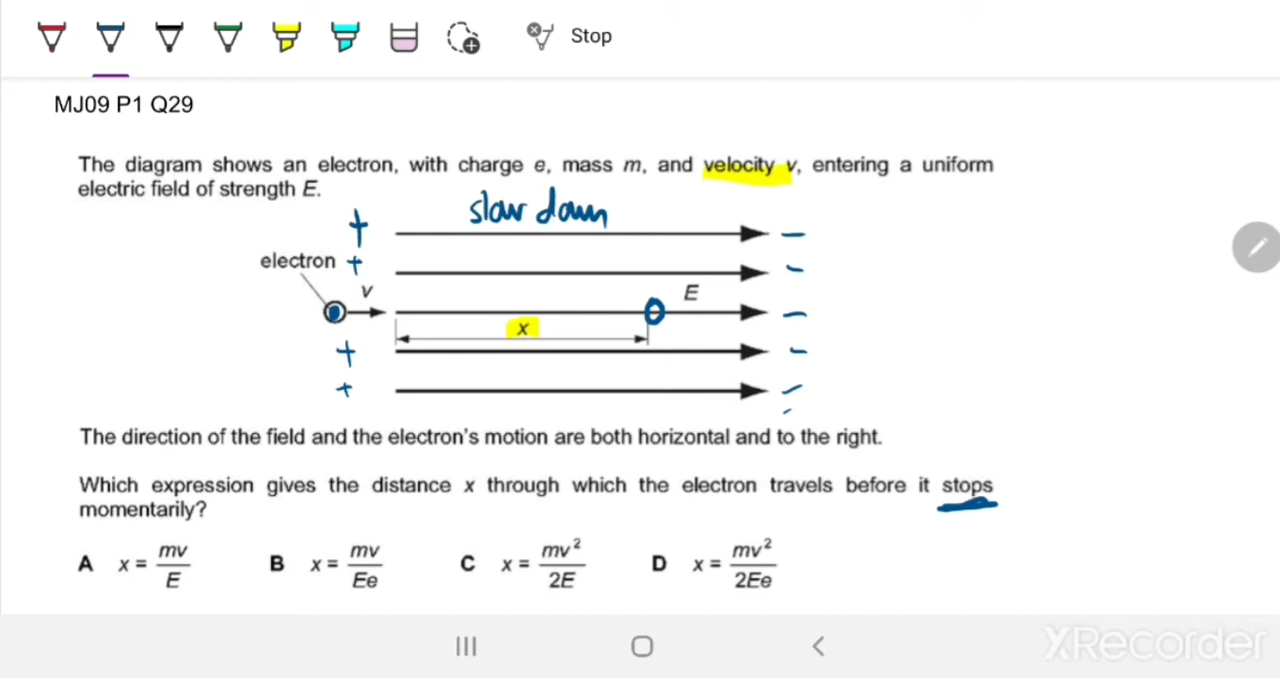 Stop
MJ09 P1 Q29
The diagram shows an electron, with charge e, mass m, and velocity v, entering a uniform
electric field of strength E.
slow down
+ −
electron + −
v E
−
x
+ −
+ −
−
The direction of the field and the electron's motion are both horizontal and to the right.
Which expression gives the distance x through which the electron travels before it stops
momentarily?
A x = mv/E B x = mv/Ee C x = mv²/2E D x = mv²/2Ee
XRecorder